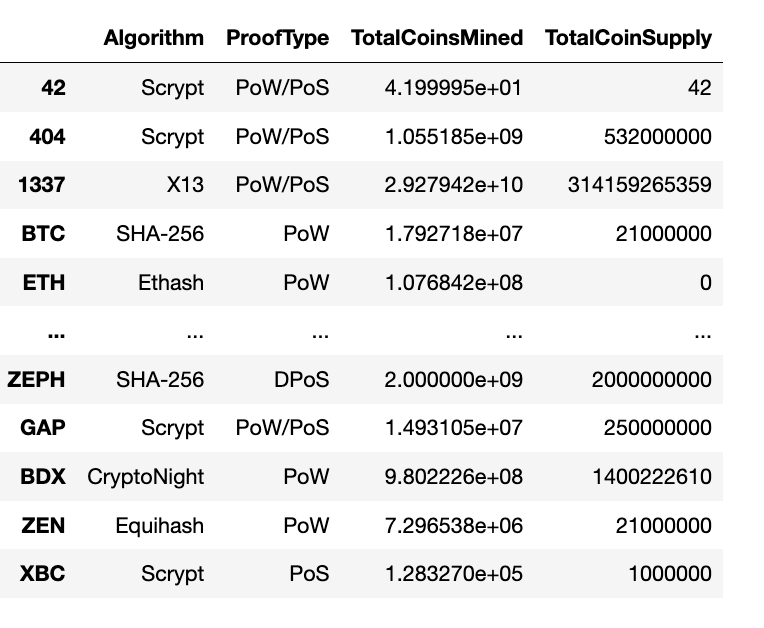 Algorithm ProofType TotalCoinsMined TotalCoinSupply
42 Scrypt PoW/PoS 4.199995e+01 42
404 Scrypt PoW/PoS 1.055185e+09 532000000
1337 X13 PoW/PoS 2.927942e+10 314159265359
BTC SHA-256 PoW 1.792718e+07 21000000
ETH Ethash PoW 1.076842e+08 0
... ... ... ... ...
ZEPH SHA-256 DPoS 2.000000e+09 2000000000
GAP Scrypt PoW/PoS 1.493105e+07 250000000
BDX CryptoNight PoW 9.802226e+08 1400222610
ZEN Equihash PoW 7.296538e+06 21000000
XBC Scrypt PoS 1.283270e+05 1000000